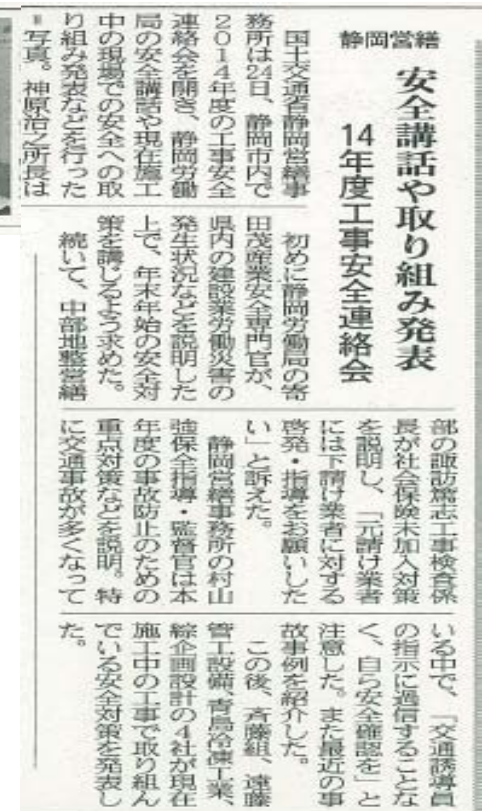 静岡営繕
安全講話や取り組み発表
14年度工事安全連絡会
国土交通省静岡営繕事
務所は24日、静岡市内で
2014年度の工事安全
連絡会を開き、静岡労働
局の安全講話や現在施工
中の現場での安全への取
り組み発表などを行った
＝写真。神原治之所長は
初めに静岡労働局の寄
田茂産業安全専門官が、
県内の建設業労働災害の
発生状況などを説明した
上で、年末年始の安全対
策を講じるよう求めた。
続いて、中部地整営繕
部の諏訪篤志工事検査係
長が社会保険未加入対策
を説明し、「元請け業者
には下請け業者に対する
啓発・指導をお願いした
い」と訴えた。
静岡営繕事務所の村山
強保全指導・監督官は本
年度の事故防止のための
重点対策などを説明。特
に交通事故が多くなって
いる中で、「交通誘導員
の指示に過信することな
く、自ら安全確認を」と
注意した。また最近の事
故事例を紹介した。
この後、斉藤組、遠藤
管工設備、青島冷凍工業、
綜企画設計の4社が現在
施工中の工事で取り組ん
でいる安全対策を発表し
た。